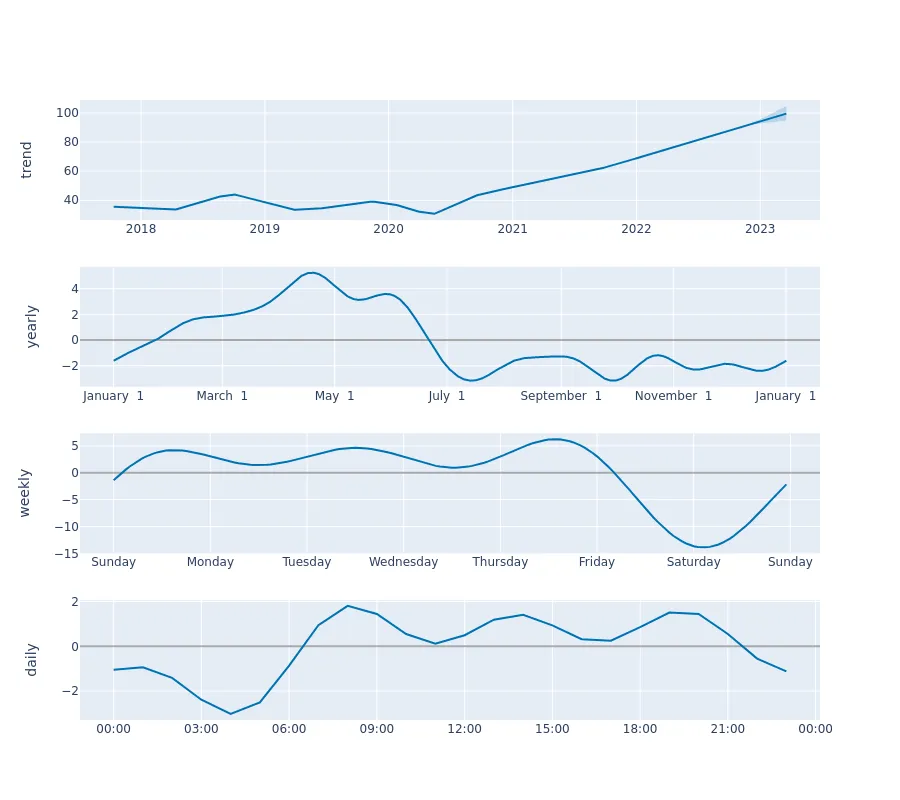 trend
100
80
60
40
2018 2019 2020 2021 2022 2023
yearly
4
2
0
−2
January 1 March 1 May 1 July 1 September 1 November 1 January 1
weekly
5
0
−5
−10
−15
Sunday Monday Tuesday Wednesday Thursday Friday Saturday Sunday
daily
2
0
−2
00:00 03:00 06:00 09:00 12:00 15:00 18:00 21:00 00:00